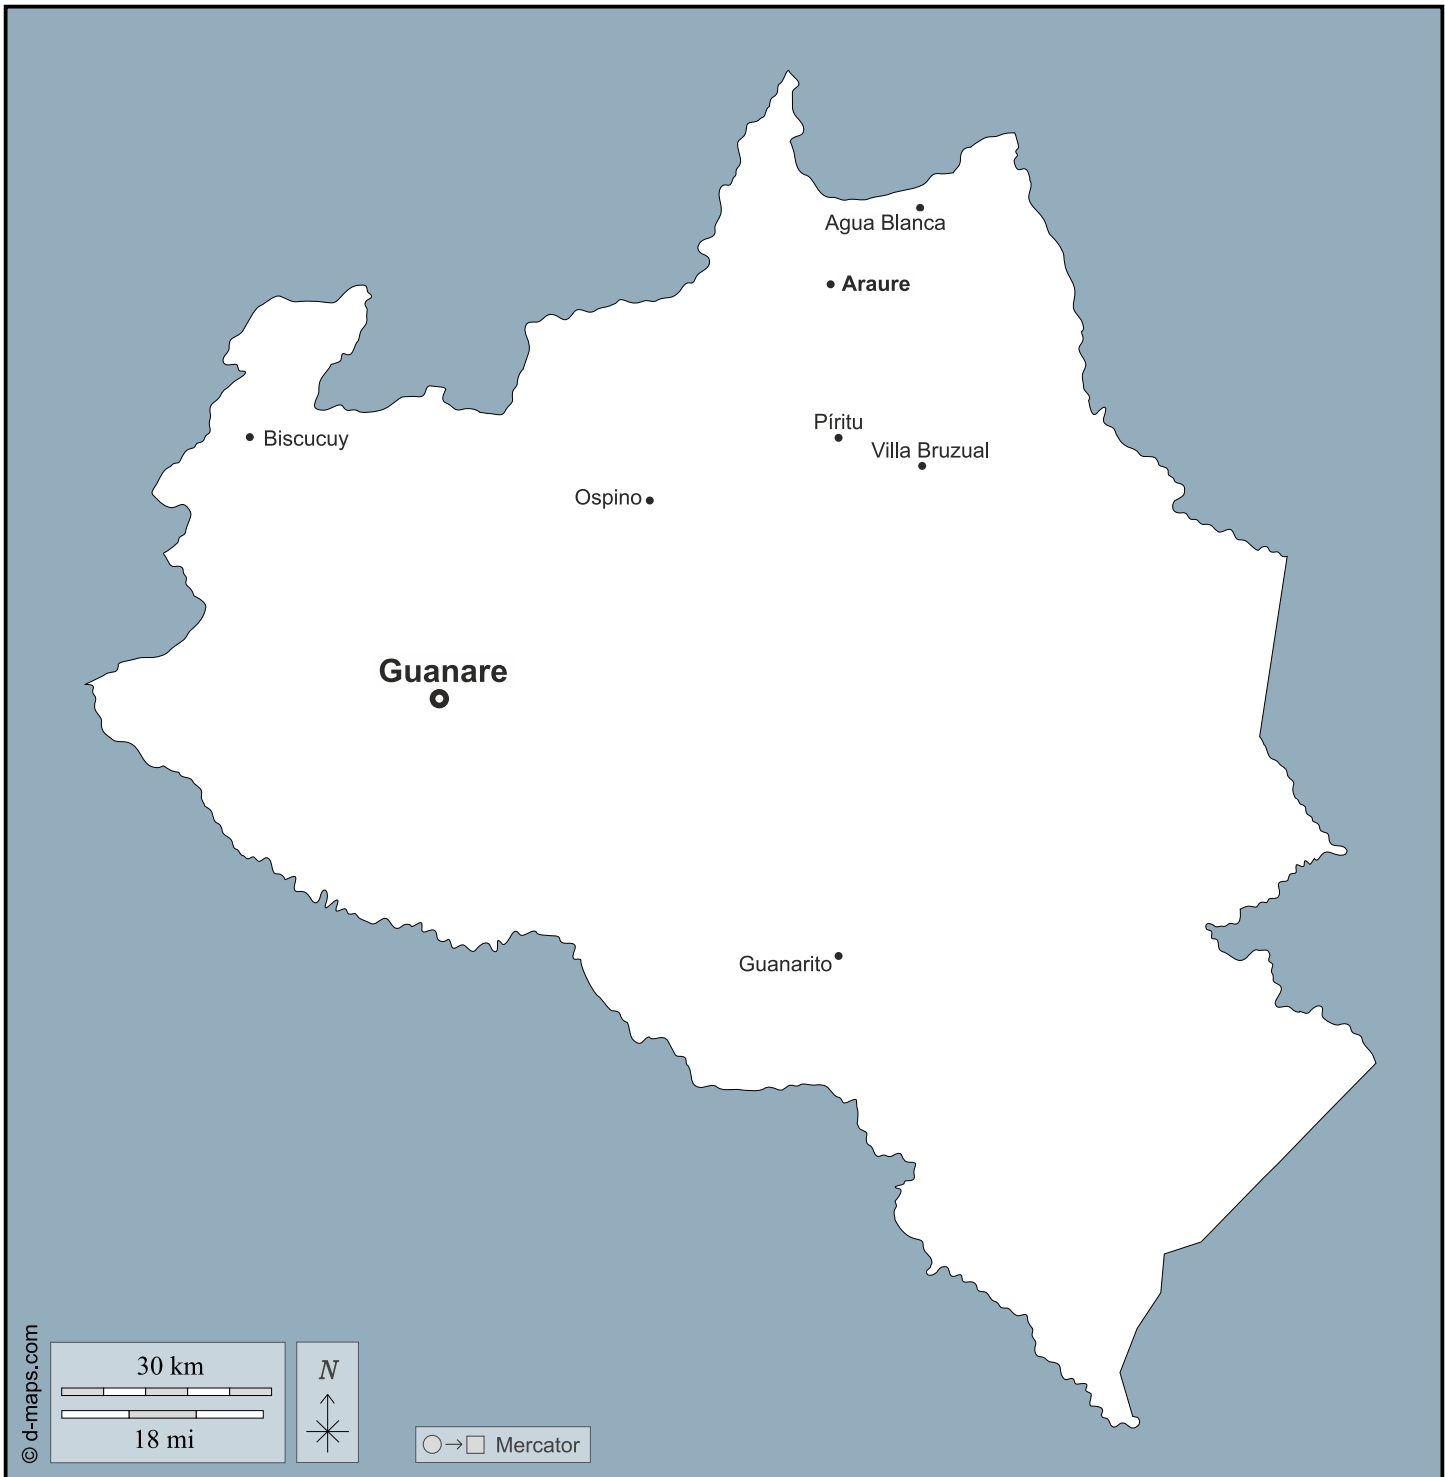 Agua Blanca
Araure
Píritu
Villa Bruzual
Biscucuy
Ospino
Guanare
Guanarito
© d-maps.com
30 km
18 mi
N
Mercator